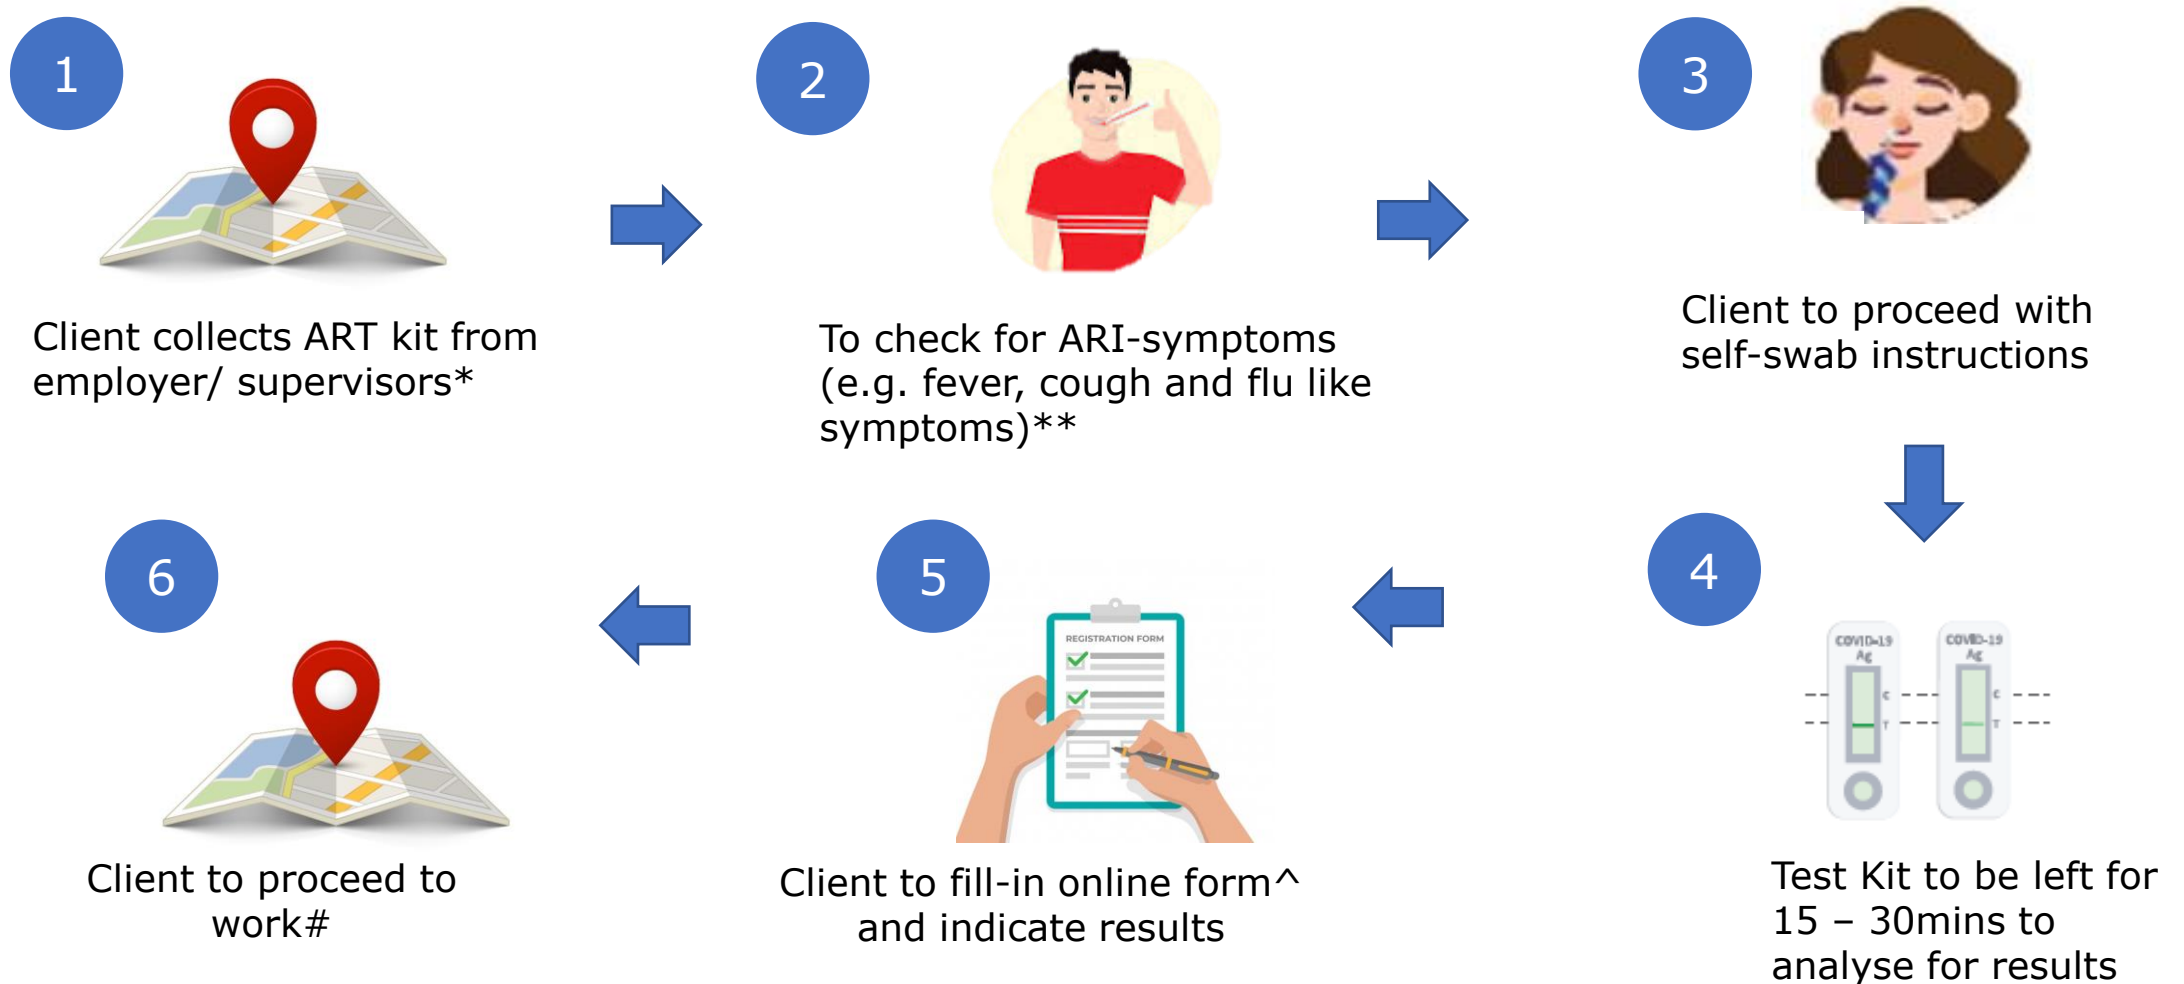 1
Client collects ART kit from
employer/ supervisors*
2
To check for ARI-symptoms
(e.g. fever, cough and flu like
symptoms)**
3
Client to proceed with
self-swab instructions
4
COVID-19
Ag
C
T
COVID-19
Ag
C
T
Test Kit to be left for
15 – 30mins to
analyse for results
5
REGISTRATION FORM
Client to fill-in online form^
and indicate results
6
Client to proceed to
work#